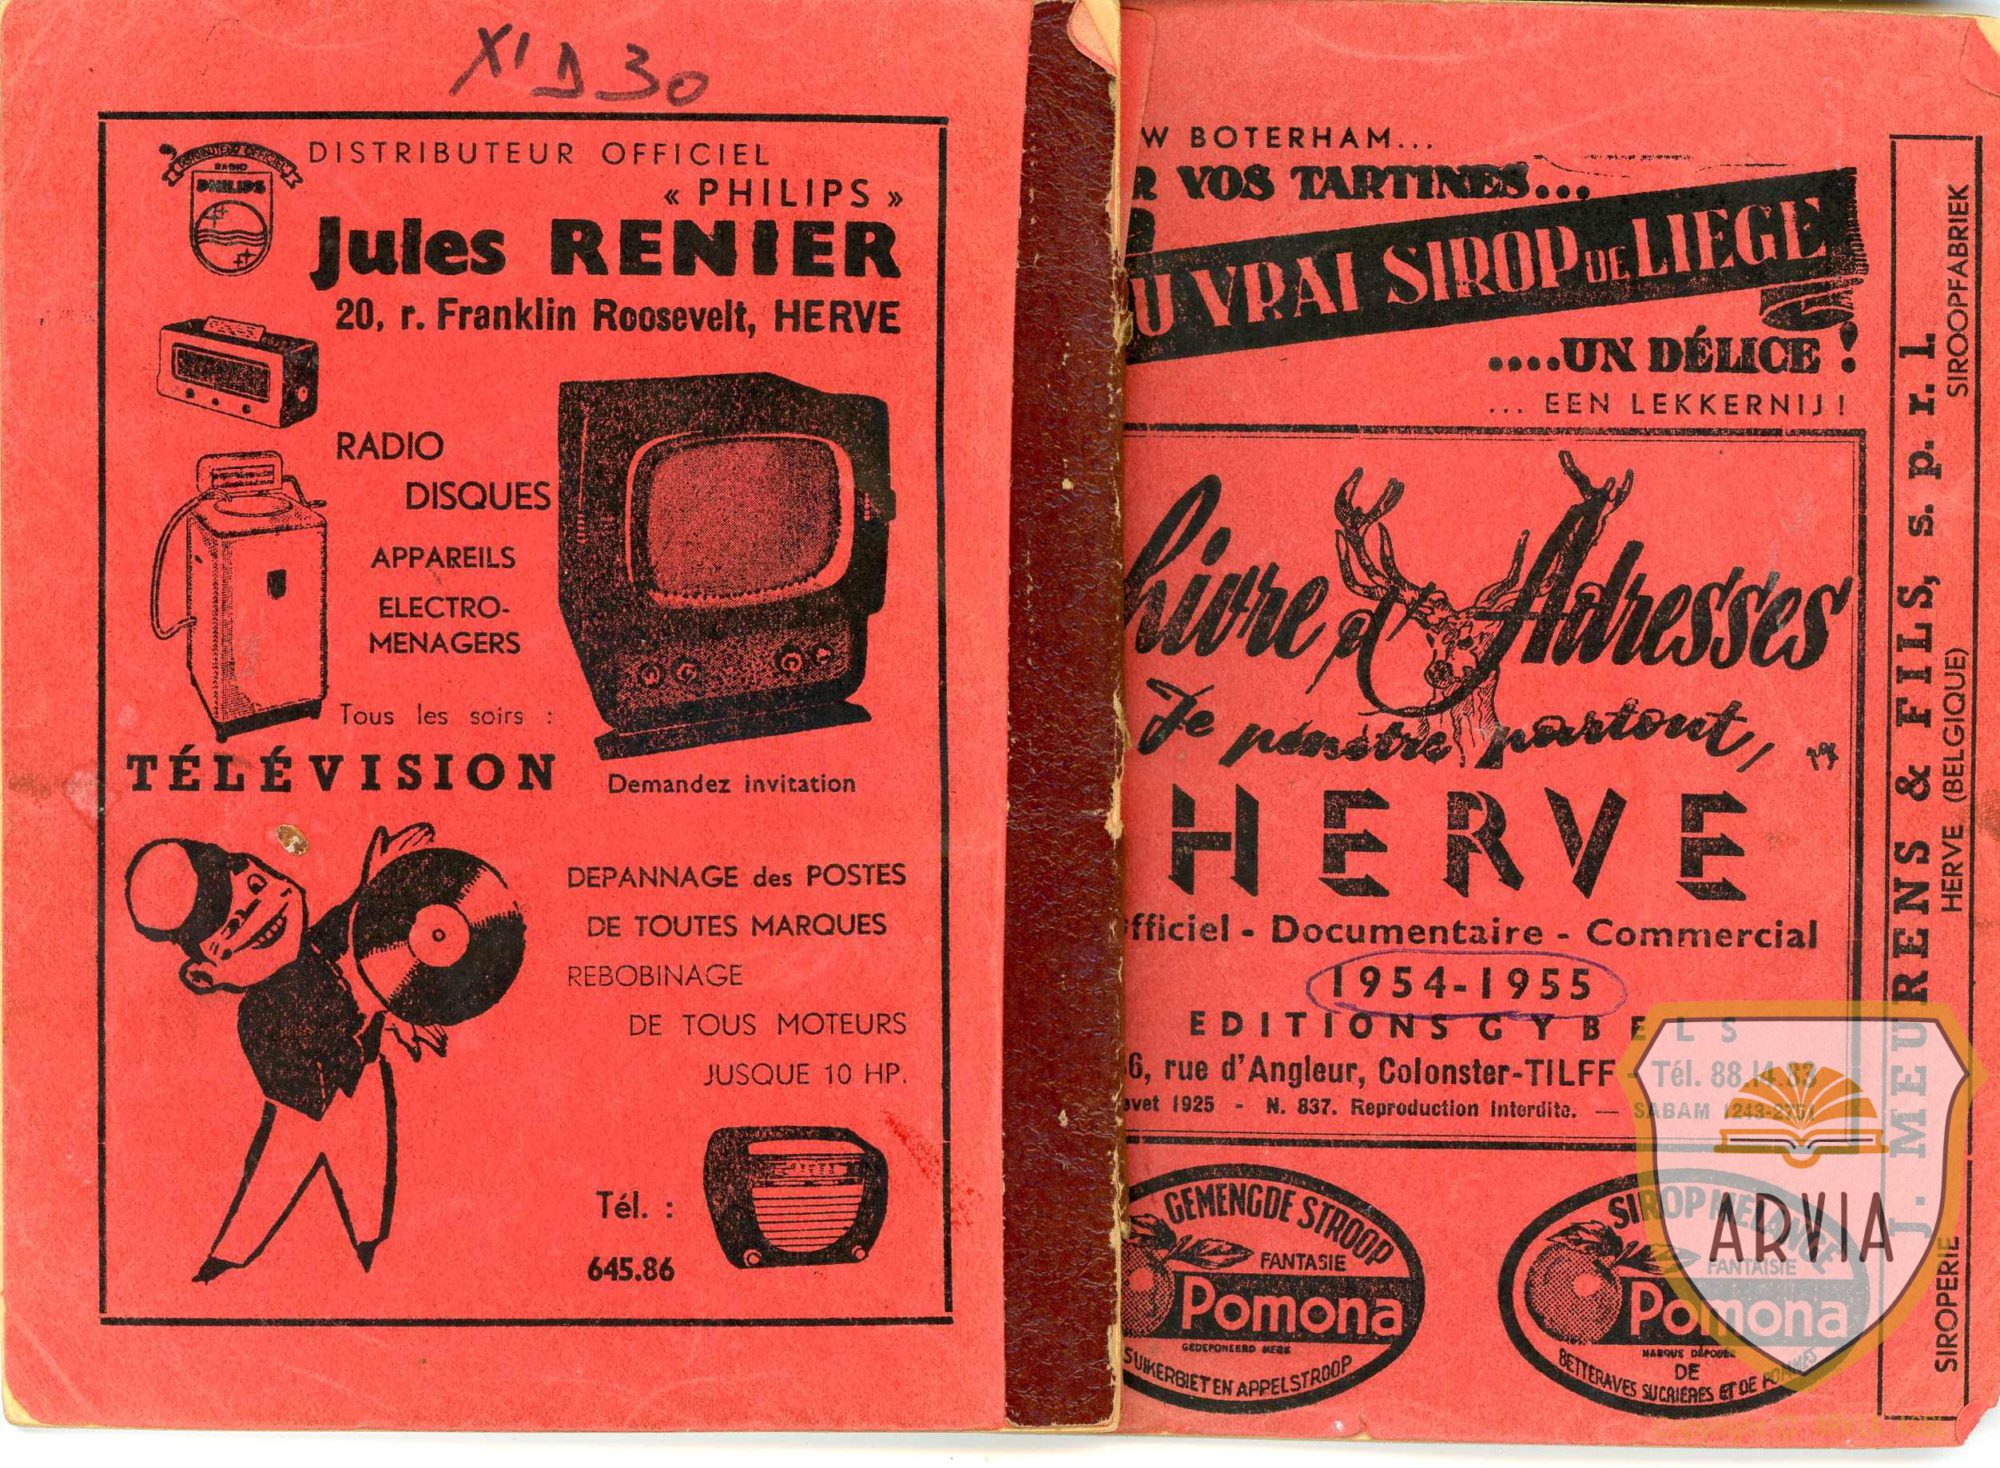 XI D 30
RADIO
PHILIPS
DISTRIBUTEUR OFFICIEL
« PHILIPS »
Jules RENIER
20, r. Franklin Roosevelt, HERVE
RADIO
DISQUES
APPAREILS
ELECTRO-
MENAGERS
Tous les soirs :
TÉLÉVISION
Demandez invitation
DEPANNAGE des POSTES
DE TOUTES MARQUES
REBOBINAGE
DE TOUS MOTEURS
JUSQUE 10 HP.
Tél. :
645.86
W BOTERHAM...
R VOS TARTINES...
U VRAI SIROP DE LIEGE
....UN DÉLICE !
... EEN LEKKERNIJ !
Livre d'Adresses
Je pénètre partout,
HERVE
fficiel - Documentaire - Commercial
1954-1955
EDITIONS GYBELS
6, rue d'Angleur, Colonster-TILFF - Tél. 88.14.33
evet 1925 - N. 837. Reproduction interdite. — SABAM
GEMENGDE STROOP
FANTASIE
Pomona
GEDEPONEERD MERK
SUIKERBIET EN APPELSTROOP
SIROP MELANGE
FANTAISIE
Pomona
MARQUE DÉPOSÉE
DE
BETTERAVES SUCRIÈRES ET DE POMMES
J. MEURENS & FILS, s. p. r. l.
SIROPERIE
HERVE (BELGIQUE)
SIROOPFABRIEK
ARVIA